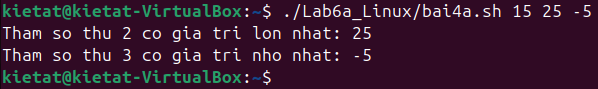 kietat@kietat-VirtualBox:~$ ./Lab6a_Linux/bai4a.sh 15 25 -5
Tham so thu 2 co gia tri lon nhat: 25
Tham so thu 3 co gia tri nho nhat: -5
kietat@kietat-VirtualBox:~$